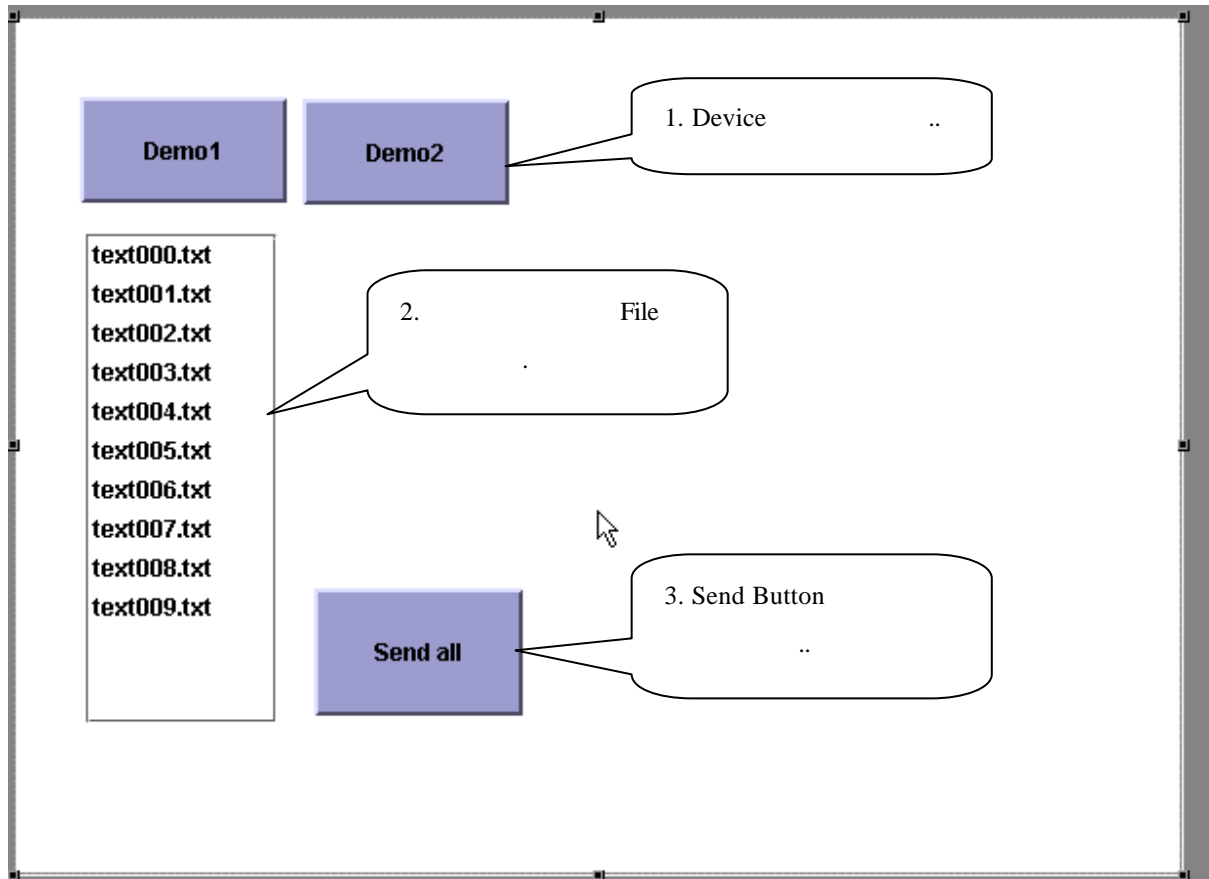 Demo1
Demo2
1. Device ..
text000.txt
text001.txt
text002.txt
text003.txt
text004.txt
text005.txt
text006.txt
text007.txt
text008.txt
text009.txt
2. File
.
3. Send Button
..
Send all